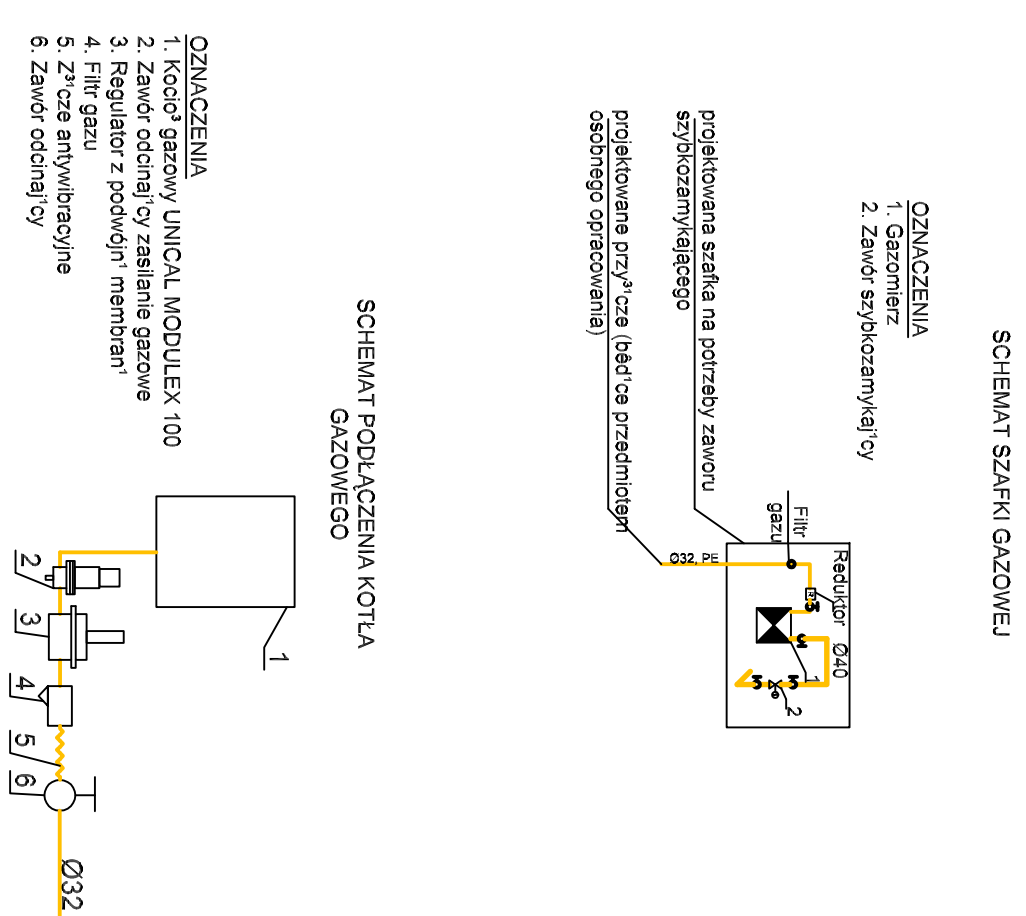 SCHEMAT SZAFKI GAZOWEJ
OZNACZENIA
1. Gazomierz
2. Zawór szybkozamykaj¹cy
projektowana szafka na potrzeby zaworu
szybkozamykającego
projektowane przy³¹cze (bêd¹ce przedmiotem
osobnego opracowania)
Filtr
gazu
Reduktor
Ø40
Ø32, PE
R
1
2
SCHEMAT PODŁĄCZENIA KOTŁA
GAZOWEGO
OZNACZENIA
1. Kocio³ gazowy UNICAL MODULEX 100
2. Zawór odcinaj¹cy zasilanie gazowe
3. Regulator z podwójn¹ membran¹
4. Filtr gazu
5. Z³¹cze antywibracyjne
6. Zawór odcinaj¹cy
1
2
3
4
5
6
Ø32